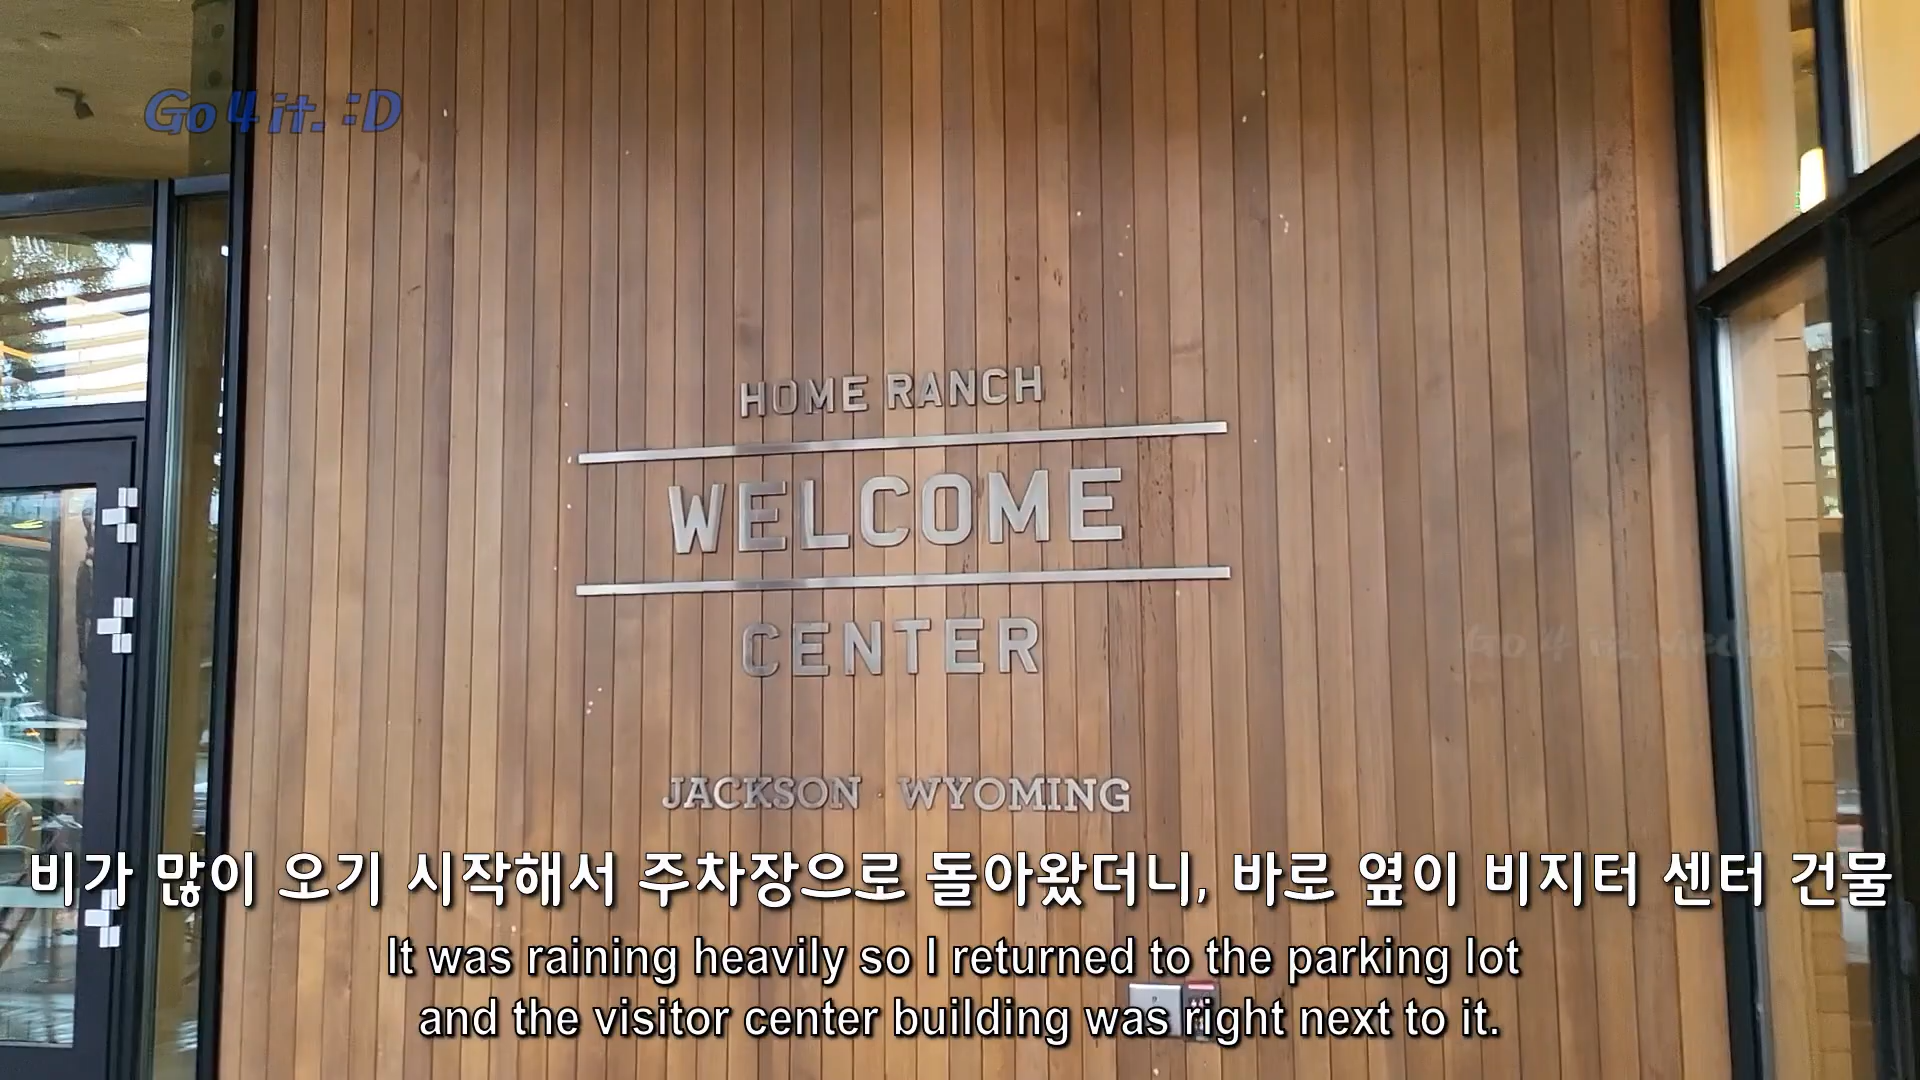 Go 4 it. :D
HOME RANCH
WELCOME
CENTER
JACKSON · WYOMING
비가 많이 오기 시작해서 주차장으로 돌아왔더니, 바로 옆이 비지터 센터 건물
It was raining heavily so I returned to the parking lot
and the visitor center building was right next to it.